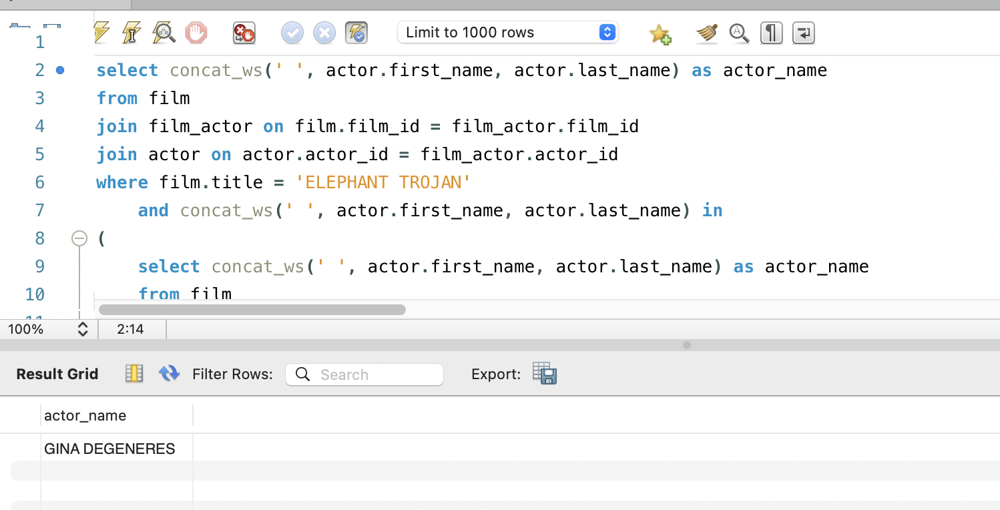 Limit to 1000 rows
1
2 select concat_ws(' ', actor.first_name, actor.last_name) as actor_name
3 from film
4 join film_actor on film.film_id = film_actor.film_id
5 join actor on actor.actor_id = film_actor.actor_id
6 where film.title = 'ELEPHANT TROJAN'
7 and concat_ws(' ', actor.first_name, actor.last_name) in
8 (
9 select concat_ws(' ', actor.first_name, actor.last_name) as actor_name
10 from film
100% 2:14
Result Grid Filter Rows: Search Export:
actor_name
GINA DEGENERES